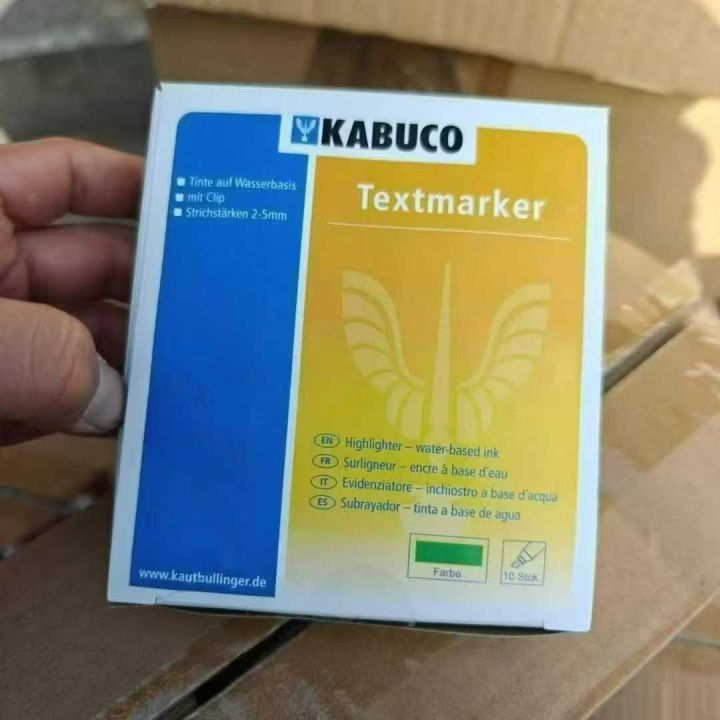 KABUCO
Tinte auf Wasserbasis
mit Clip
Strichstärken 2-5mm
Textmarker
EN Highlighter – water-based ink
FR Surligneur – encre à base d'eau
IT Evidenziatore – inchiostro a base d'acqua
ES Subrayador – tinta a base de agua
Farbe
10 Stck.
www.kautbullinger.de